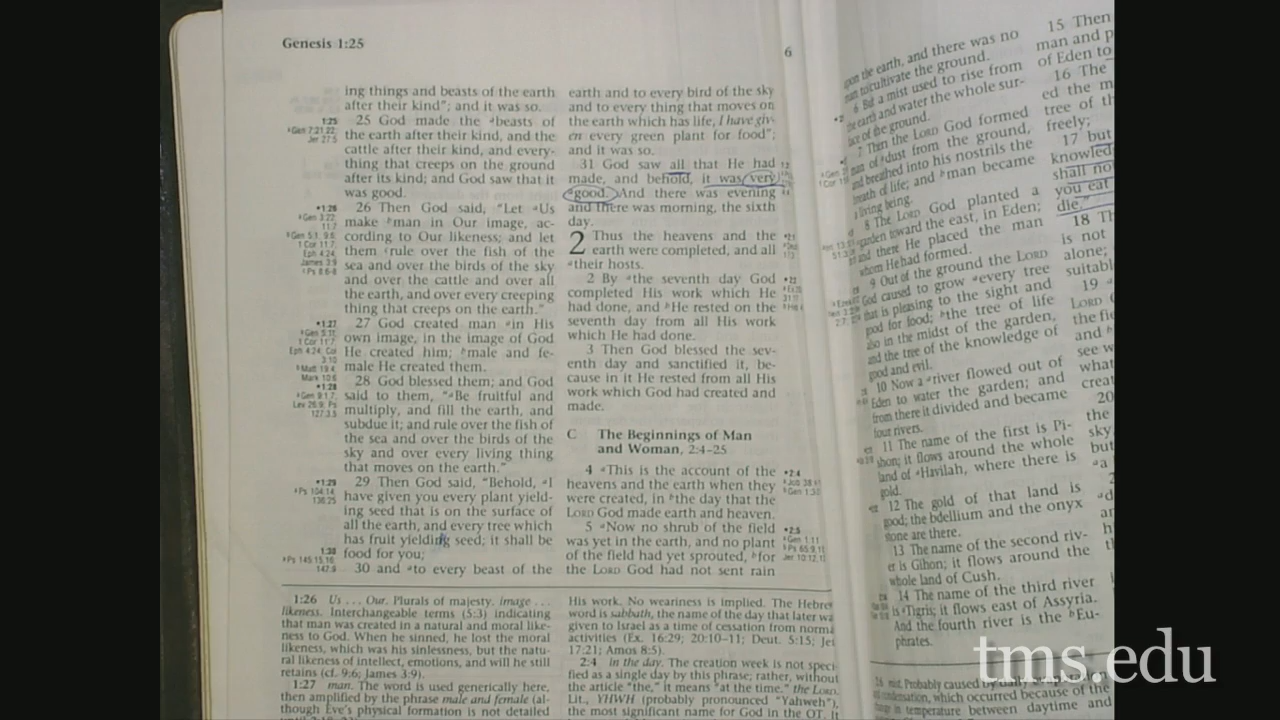 Genesis 1:25
6
ing things and beasts of the earth
after their kind"; and it was so.
25 God made the beasts of
the earth after their kind, and the
cattle after their kind, and every-
thing that creeps on the ground
after its kind; and God saw that it
was good.
26 Then God said, "Let Us
make man in Our image, ac-
cording to Our likeness; and let
them rule over the fish of the
sea and over the birds of the sky
and over the cattle and over all
the earth, and over every creeping
thing that creeps on the earth."
27 God created man in His
own image, in the image of God
He created him; male and fe-
male He created them.
28 God blessed them; and God
said to them, "Be fruitful and
multiply, and fill the earth, and
subdue it; and rule over the fish of
the sea and over the birds of the
sky and over every living thing
that moves on the earth."
29 Then God said, "Behold, I
have given you every plant yield-
ing seed that is on the surface of
all the earth, and every tree which
has fruit yielding seed; it shall be
food for you;
30 and to every beast of the
earth and to every bird of the sky
and to every thing that moves on
the earth which has life, I have giv-
en every green plant for food";
and it was so.
31 God saw all that He had
made, and behold, it was very
good. And there was evening
and there was morning, the sixth
day.
2 Thus the heavens and the
earth were completed, and all
their hosts.
2 By the seventh day God
completed His work which He
had done, and He rested on the
seventh day from all His work
which He had done.
3 Then God blessed the sev-
enth day and sanctified it, be-
cause in it He rested from all His
work which God had created and
made.
C The Beginnings of Man
and Woman, 2:4-25
4 This is the account of the
heavens and the earth when they
were created, in the day that the
LORD God made earth and heaven.
5 Now no shrub of the field
was yet in the earth, and no plant
of the field had yet sprouted, for
the LORD God had not sent rain
1:26 Us . . . Our. Plurals of majesty. image . . .
likeness. Interchangeable terms (5:3) indicating
that man was created in a natural and moral like-
ness to God. When he sinned, he lost the moral
likeness, which was his sinlessness, but the natu-
ral likeness of intellect, emotions, and will he still
retains (cf. 9:6; James 3:9).
1:27 man. The word is used generically here,
then amplified by the phrase male and female (al-
though Eve's physical formation is not detailed
His work. No weariness is implied. The Hebrew
word is sabbath, the name of the day that later wa
given to Israel as a time of cessation from norma
activities (Ex. 16:29; 20:10-11; Deut. 5:15; Jer
17:21; Amos 8:5).
2:4 in the day. The creation week is not speci
fied as a single day by this phrase; rather, without
the article "the," it means "at the time." the LORD.
Lit., YHWH (probably pronounced "Yahweh"),
the most significant name for God in the OT. It
upon the earth, and there was no
man to cultivate the ground.
6 But a mist used to rise from
the earth and water the whole sur-
face of the ground.
7 Then the LORD God formed
man of dust from the ground,
and breathed into his nostrils the
breath of life; and man became
a living being.
8 The LORD God planted a
garden toward the east, in Eden;
and there He placed the man
whom He had formed.
9 Out of the ground the LORD
God caused to grow every tree
that is pleasing to the sight and
good for food; the tree of life
also in the midst of the garden,
and the tree of the knowledge of
good and evil.
10 Now a river flowed out of
Eden to water the garden; and
from there it divided and became
four rivers.
11 The name of the first is Pi-
shon; it flows around the whole
land of Havilah, where there is
gold.
12 The gold of that land is
good; the bdellium and the onyx
stone are there.
13 The name of the second riv-
er is Gihon; it flows around the
whole land of Cush.
14 The name of the third river
is Tigris; it flows east of Assyria.
And the fourth river is the Eu-
phrates.
15 Then
man and p
of Eden to
16 The
ed the m
tree of th
freely;
17 but
knowled
shall no
you eat
die."
18 Th
is not
alone;
suitabl
19
LORD
the fie
and
see w
what
creat
20
the
sky
but
a
tms.edu